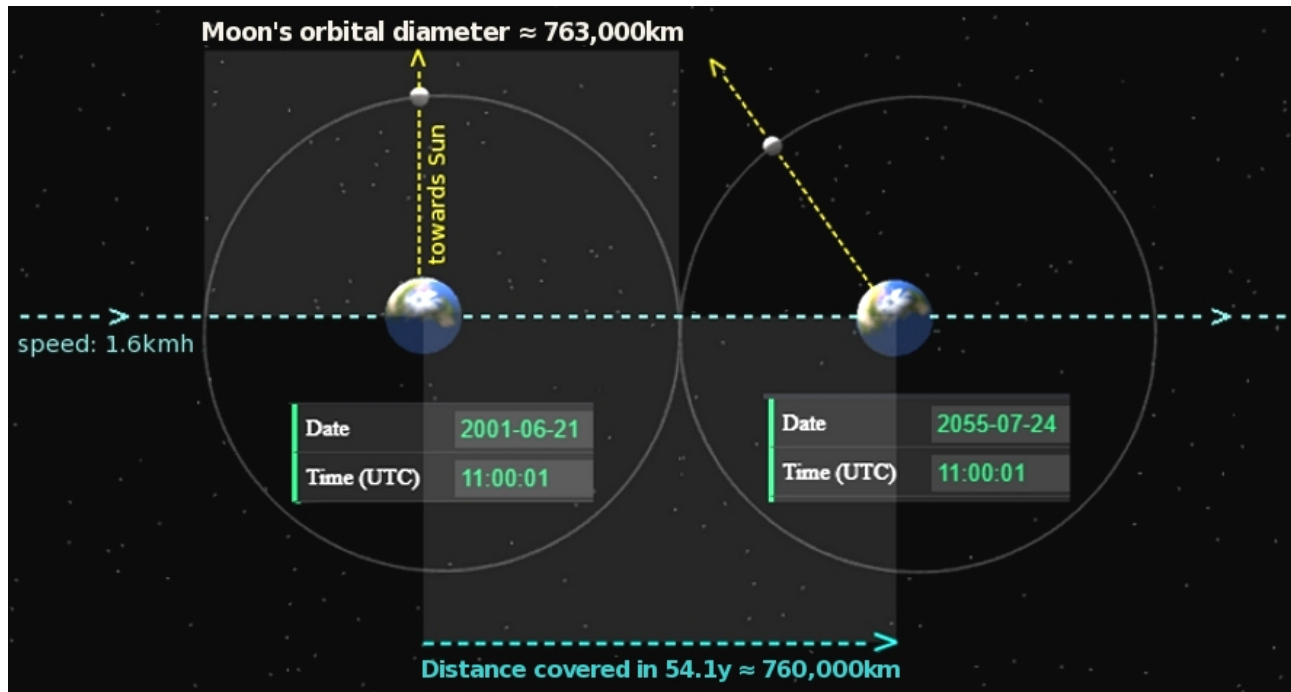 Moon's orbital diameter ≈ 763,000km
towards Sun
speed: 1.6kmh
Date 2001-06-21
Time (UTC) 11:00:01
Date 2055-07-24
Time (UTC) 11:00:01
Distance covered in 54.1y ≈ 760,000km